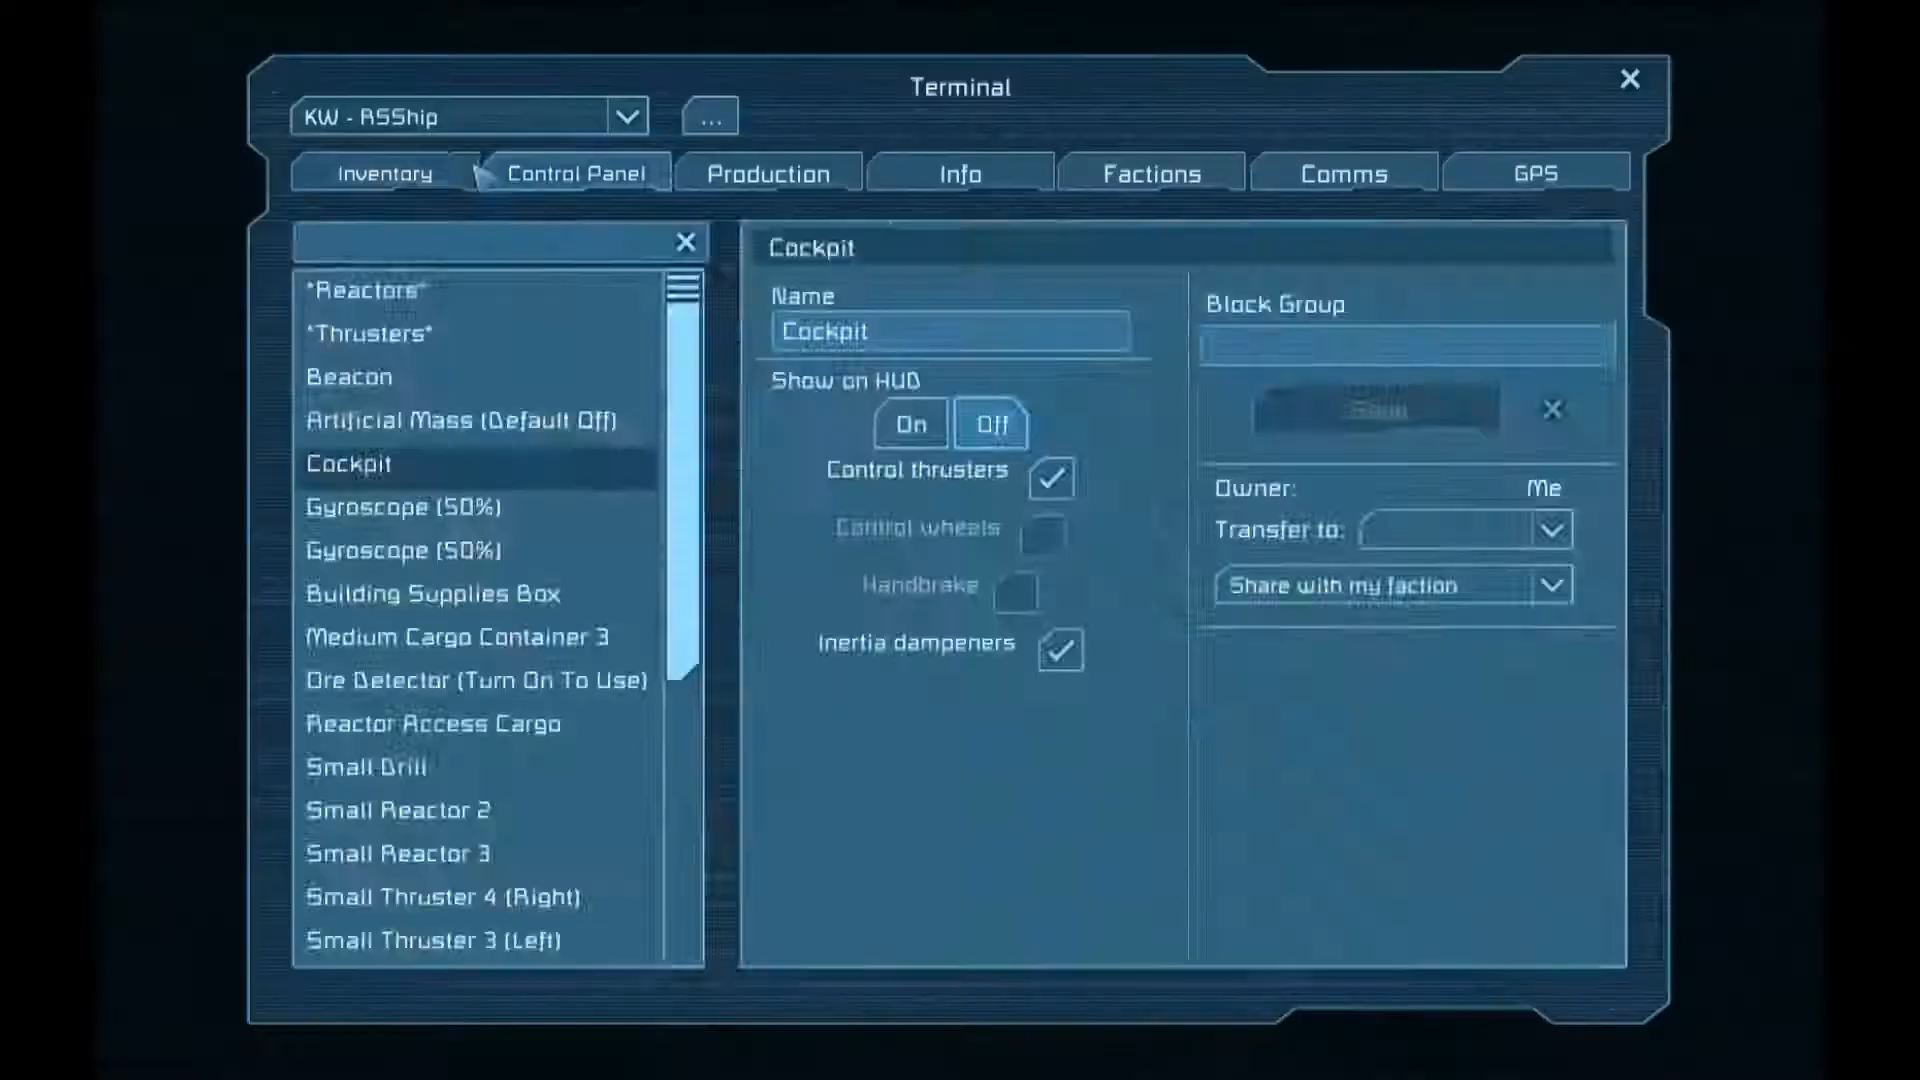 Terminal
KW - RSShip
...
Inventory
Control Panel
Production
Info
Factions
Comms
GPS
*Reactors*
*Thrusters*
Beacon
Artificial Mass (Default Off)
Cockpit
Gyroscope (50%)
Gyroscope (50%)
Building Supplies Box
Medium Cargo Container 3
Ore Detector (Turn On To Use)
Reactor Access Cargo
Small Drill
Small Reactor 2
Small Reactor 3
Small Thruster 4 (Right)
Small Thruster 3 (Left)
Cockpit
Name
Cockpit
Show on HUD
On
Off
Control thrusters
Control wheels
Handbrake
Inertia dampeners
Block Group
Owner:
Me
Transfer to:
Share with my faction